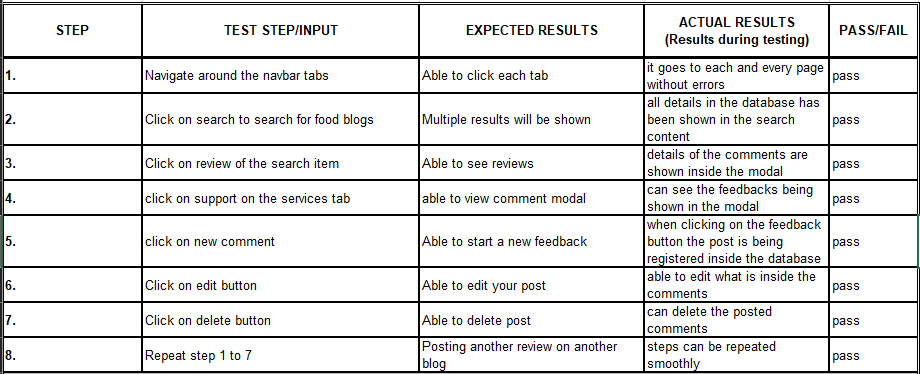 STEP TEST STEP/INPUT EXPECTED RESULTS ACTUAL RESULTS
(Results during testing) PASS/FAIL
1. Navigate around the navbar tabs Able to click each tab it goes to each and every page
without errors pass
2. Click on search to search for food blogs Multiple results will be shown all details in the database has
been shown in the search
content pass
3. Click on review of the search item Able to see reviews details of the comments are
shown inside the modal pass
4. click on support on the services tab able to view comment modal can see the feedbacks being
shown in the modal pass
5. click on new comment Able to start a new feedback when clicking on the feedback
button the post is being
registered inside the database pass
6. Click on edit button Able to edit your post able to edit what is inside the
comments pass
7. Click on delete button Able to delete post can delete the posted
comments pass
8. Repeat step 1 to 7 Posting another review on another
blog steps can be repeated
smoothly pass